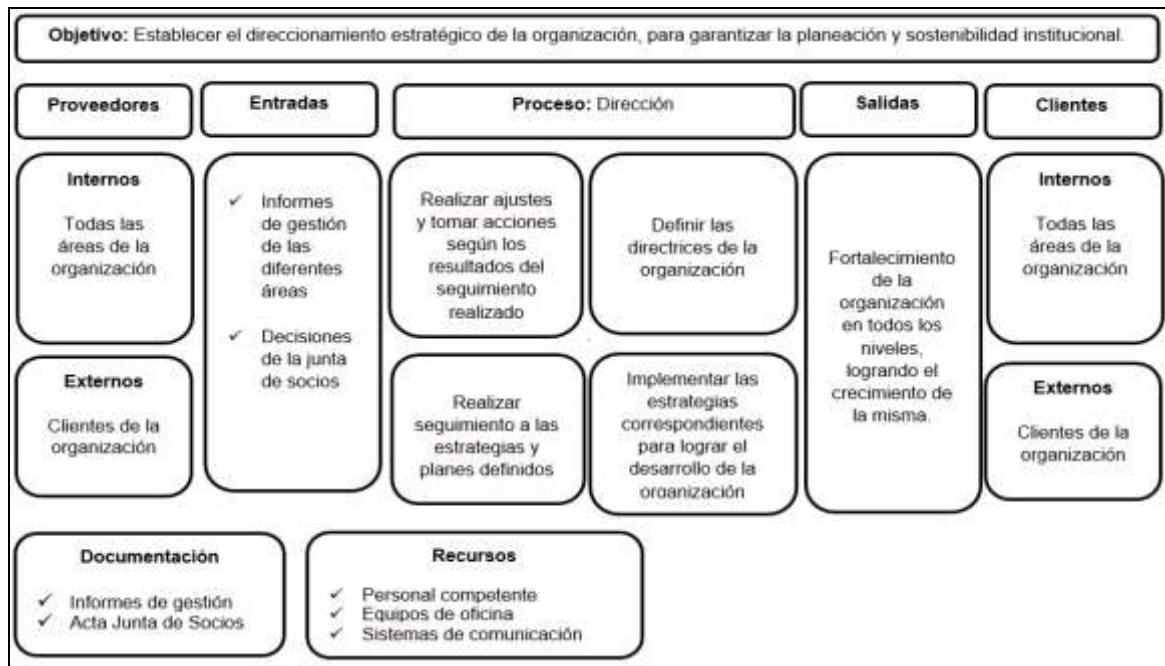 Objetivo: Establecer el direccionamiento estratégico de la organización, para garantizar la planeación y sostenibilidad institucional.
Proveedores
Entradas
Proceso: Dirección
Salidas
Clientes
Internos
Todas las
áreas de la
organización
Externos
Clientes de la
organización
✓ Informes
de gestión
de las
diferentes
áreas
✓ Decisiones
de la junta
de socios
Realizar ajustes
y tomar acciones
según los
resultados del
seguimiento
realizado
Definir las
directrices de la
organización
Realizar
seguimiento a las
estrategias y
planes definidos
Implementar las
estrategias
correspondientes
para lograr el
desarrollo de la
organización
Fortalecimiento
de la
organización
en todos los
niveles,
logrando el
crecimiento de
la misma.
Internos
Todas las
áreas de la
organización
Externos
Clientes de la
organización
Documentación
✓ Informes de gestión
✓ Acta Junta de Socios
Recursos
✓ Personal competente
✓ Equipos de oficina
✓ Sistemas de comunicación